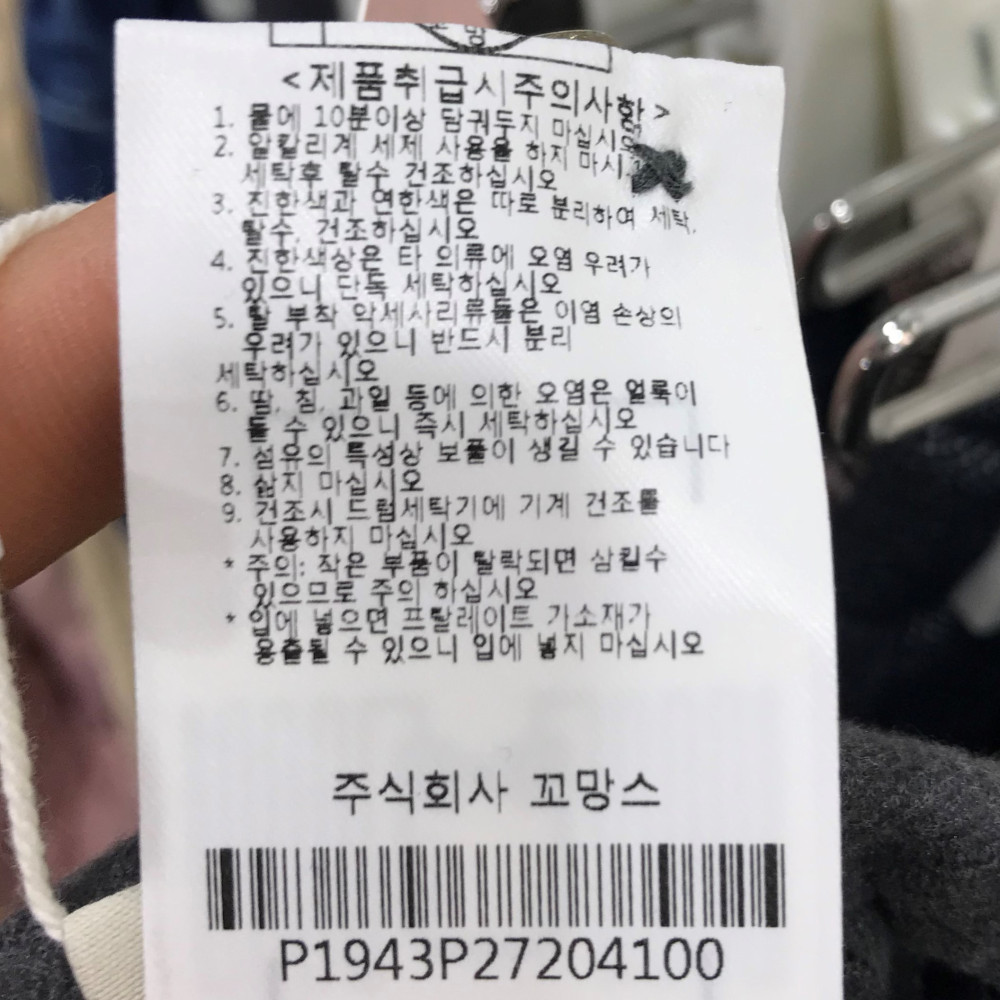 망
<제품취급시주의사항>
1. 물에 10분이상 담궈두지 마십시오
2. 알칼리계 세제 사용을 하지 마시
세탁후 탈수 건조하십시오
3. 진한색과 연한색은 따로 분리하여 세탁,
탈수, 건조하십시오
4. 진한색상은 타 의류에 오염 우려가
있으니 단독 세탁하십시오
5. 탈 부착 악세사리류들은 이염 손상의
우려가 있으니 반드시 분리
세탁하십시오
6. 땀, 침, 과일 등에 의한 오염은 얼룩이
될 수 있으니 즉시 세탁하십시오
7. 섬유의 특성상 보풀이 생길 수 있습니다
8. 삶지 마십시오
9. 건조시 드럼세탁기에 기계 건조를
사용하지 마십시오
* 주의: 작은 부품이 탈락되면 삼킬수
있으므로 주의 하십시오
* 입에 넣으면 프탈레이트 가소재가
용출될 수 있으니 입에 넣지 마십시오
주식회사 꼬망스
P1943P27204100